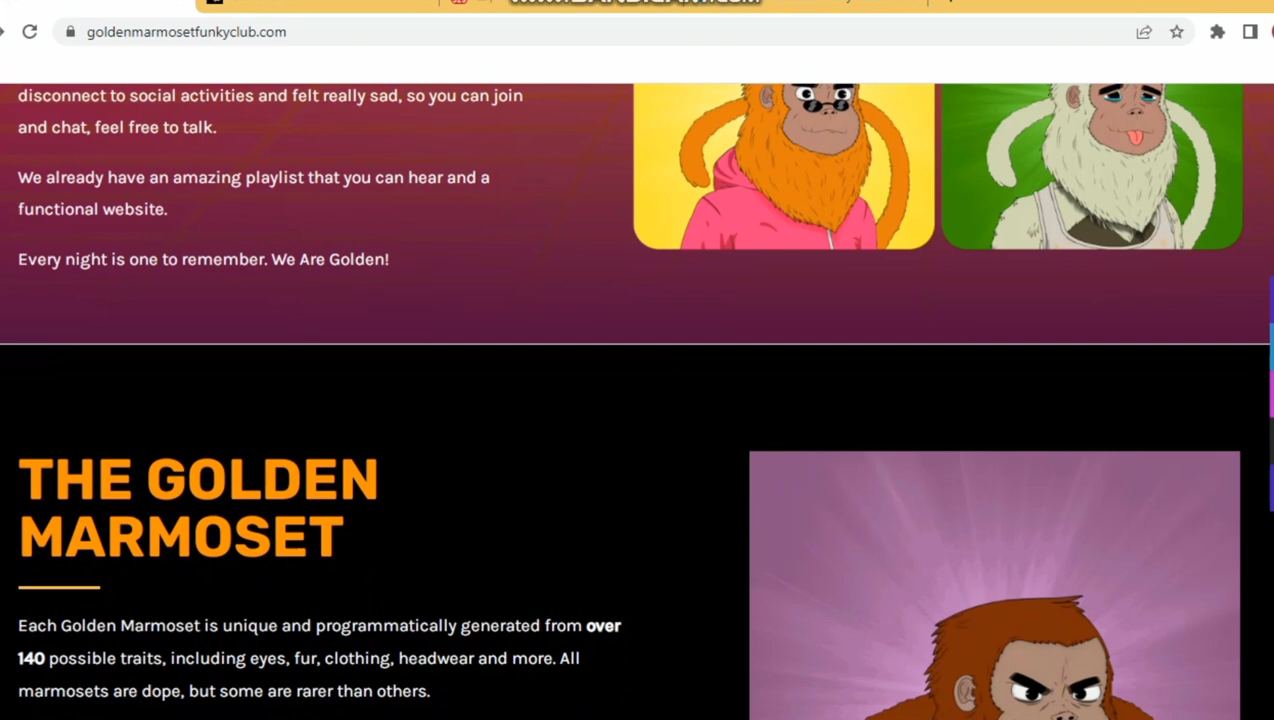 goldenmarmosetfunkyclub.com
disconnect to social activities and felt really sad, so you can join
and chat, feel free to talk.
We already have an amazing playlist that you can hear and a
functional website.
Every night is one to remember. We Are Golden!
THE GOLDEN
MARMOSET
Each Golden Marmoset is unique and programmatically generated from over
140 possible traits, including eyes, fur, clothing, headwear and more. All
marmosets are dope, but some are rarer than others.